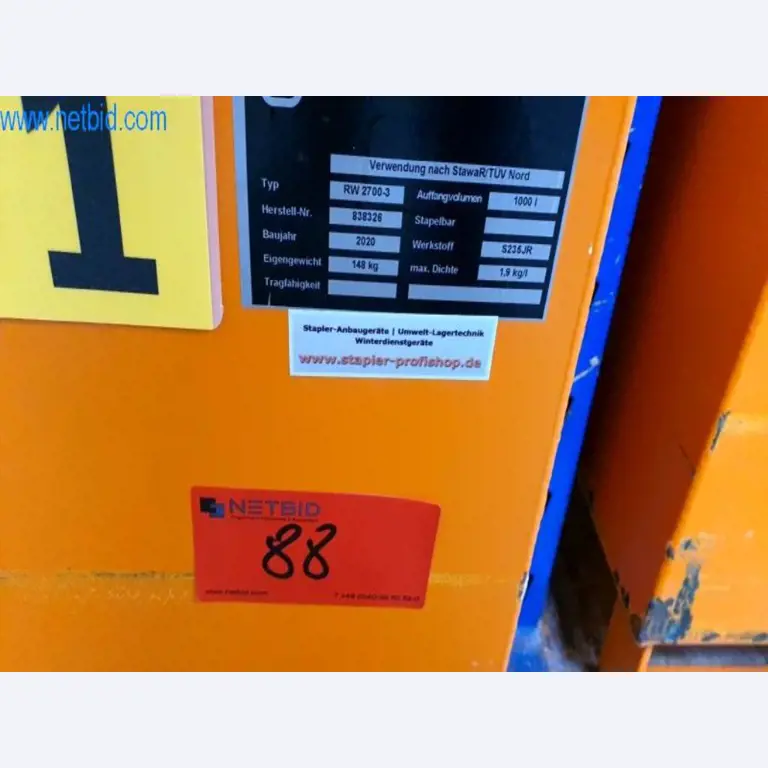 www.netbid.com
1
Verwendung nach StawaR/TÜV Nord
Typ RW 2700-3 Auffangvolumen 1000 l
Herstell-Nr. 838326 Stapelbar
Baujahr 2020 Werkstoff S235JR
Eigengewicht 148 kg max. Dichte 1,9 kg/l
Tragfähigkeit
Stapler-Anbaugeräte | Umwelt-Lagertechnik
Winterdienstgeräte
www.stapler-profishop.de
NETBID
88
www.netbid.com